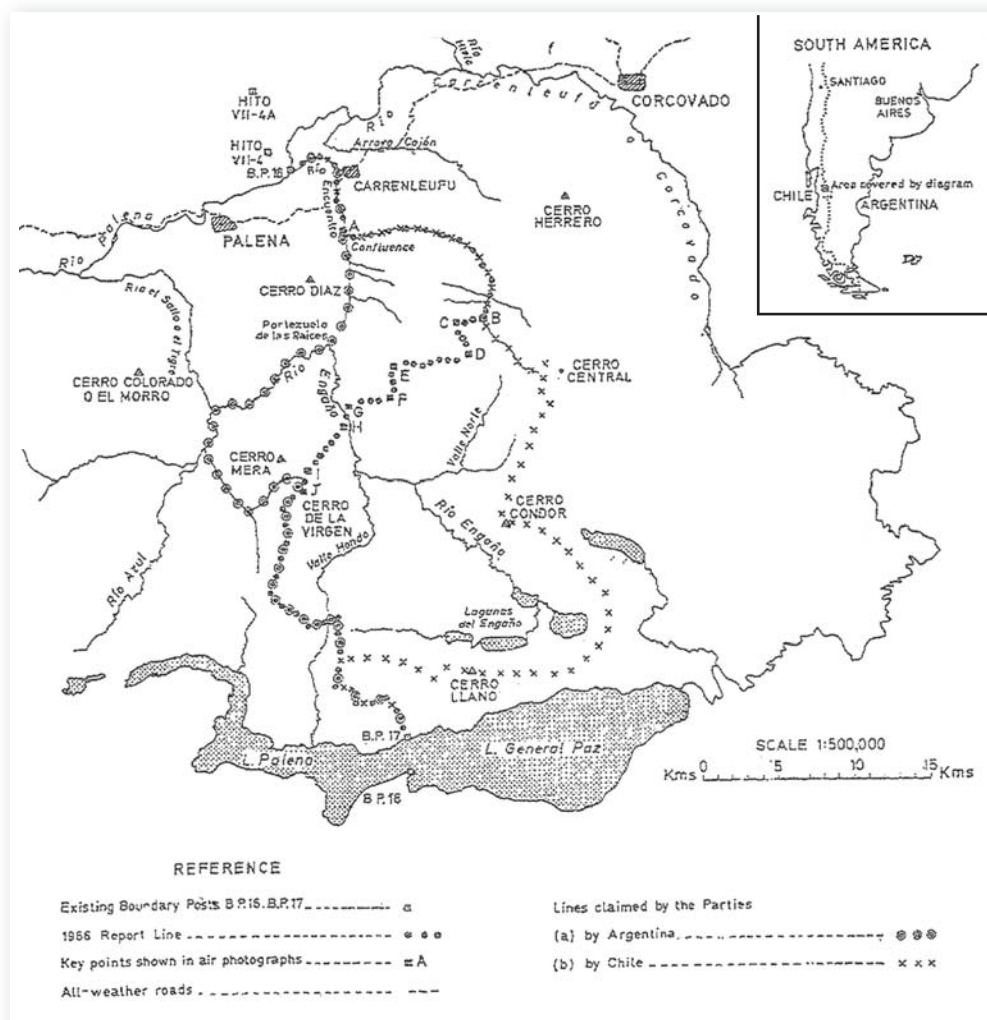 SOUTH AMERICA
SANTIAGO
BUENOS
AIRES
Area covered by diagram
CHILE
ARGENTINA
HITO
VII-4A
HITO
VII-4
B.P.16
Río
Carrenleufu
CORCOVADO
Río
Arroyo Cajón
Río
Encuentro
CARRENLEUFU
Corcovado
CERRO
HERRERO
Palena
Río
PALENA
A
Confluence
CERRO DIAZ
Portezuelo
de las Raices
Río el Salto o el Tigre
Río
Engaño
C
B
D
E
F
G
H
I
J
CERRO
CENTRAL
CERRO COLORADO
O EL MORRO
Valle Norte
CERRO
MERA
CERRO
DE LA
VIRGEN
CERRO
CONDOR
Río Engaño
Valle Hondo
Río Azul
Lagunas
del Engaño
CERRO
LLANO
B.P.17
L. Palena
L. General Paz
B.P.16
SCALE 1:500,000
Kms 0 5 10 15 Kms
REFERENCE
Existing Boundary Posts B.P.16.B.P.17
1966 Report Line
Key points shown in air photographs A
All-weather roads
Lines claimed by the Parties
(a) by Argentina
(b) by Chile